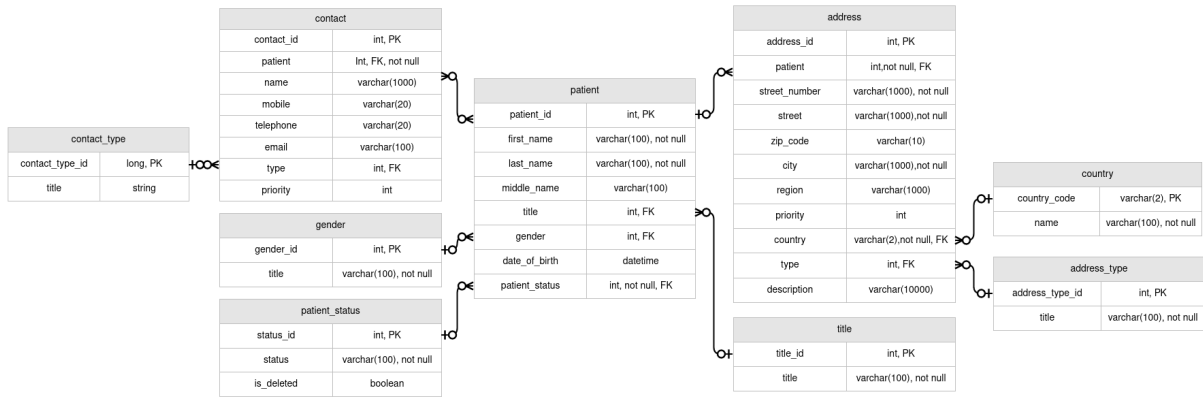 contact_type
contact_type_id long, PK
title string
contact
contact_id int, PK
patient Int, FK, not null
name varchar(1000)
mobile varchar(20)
telephone varchar(20)
email varchar(100)
type int, FK
priority int
gender
gender_id int, PK
title varchar(100), not null
patient_status
status_id int, PK
status varchar(100), not null
is_deleted boolean
patient
patient_id int, PK
first_name varchar(100), not null
last_name varchar(100), not null
middle_name varchar(100)
title int, FK
gender int, FK
date_of_birth datetime
patient_status int, not null, FK
address
address_id int, PK
patient int,not null, FK
street_number varchar(1000), not null
street varchar(1000),not null
zip_code varchar(10)
city varchar(1000),not null
region varchar(1000)
priority int
country varchar(2),not null, FK
type int, FK
description varchar(10000)
title
title_id int, PK
title varchar(100), not null
country
country_code varchar(2), PK
name varchar(100), not null
address_type
address_type_id int, PK
title varchar(100), not null